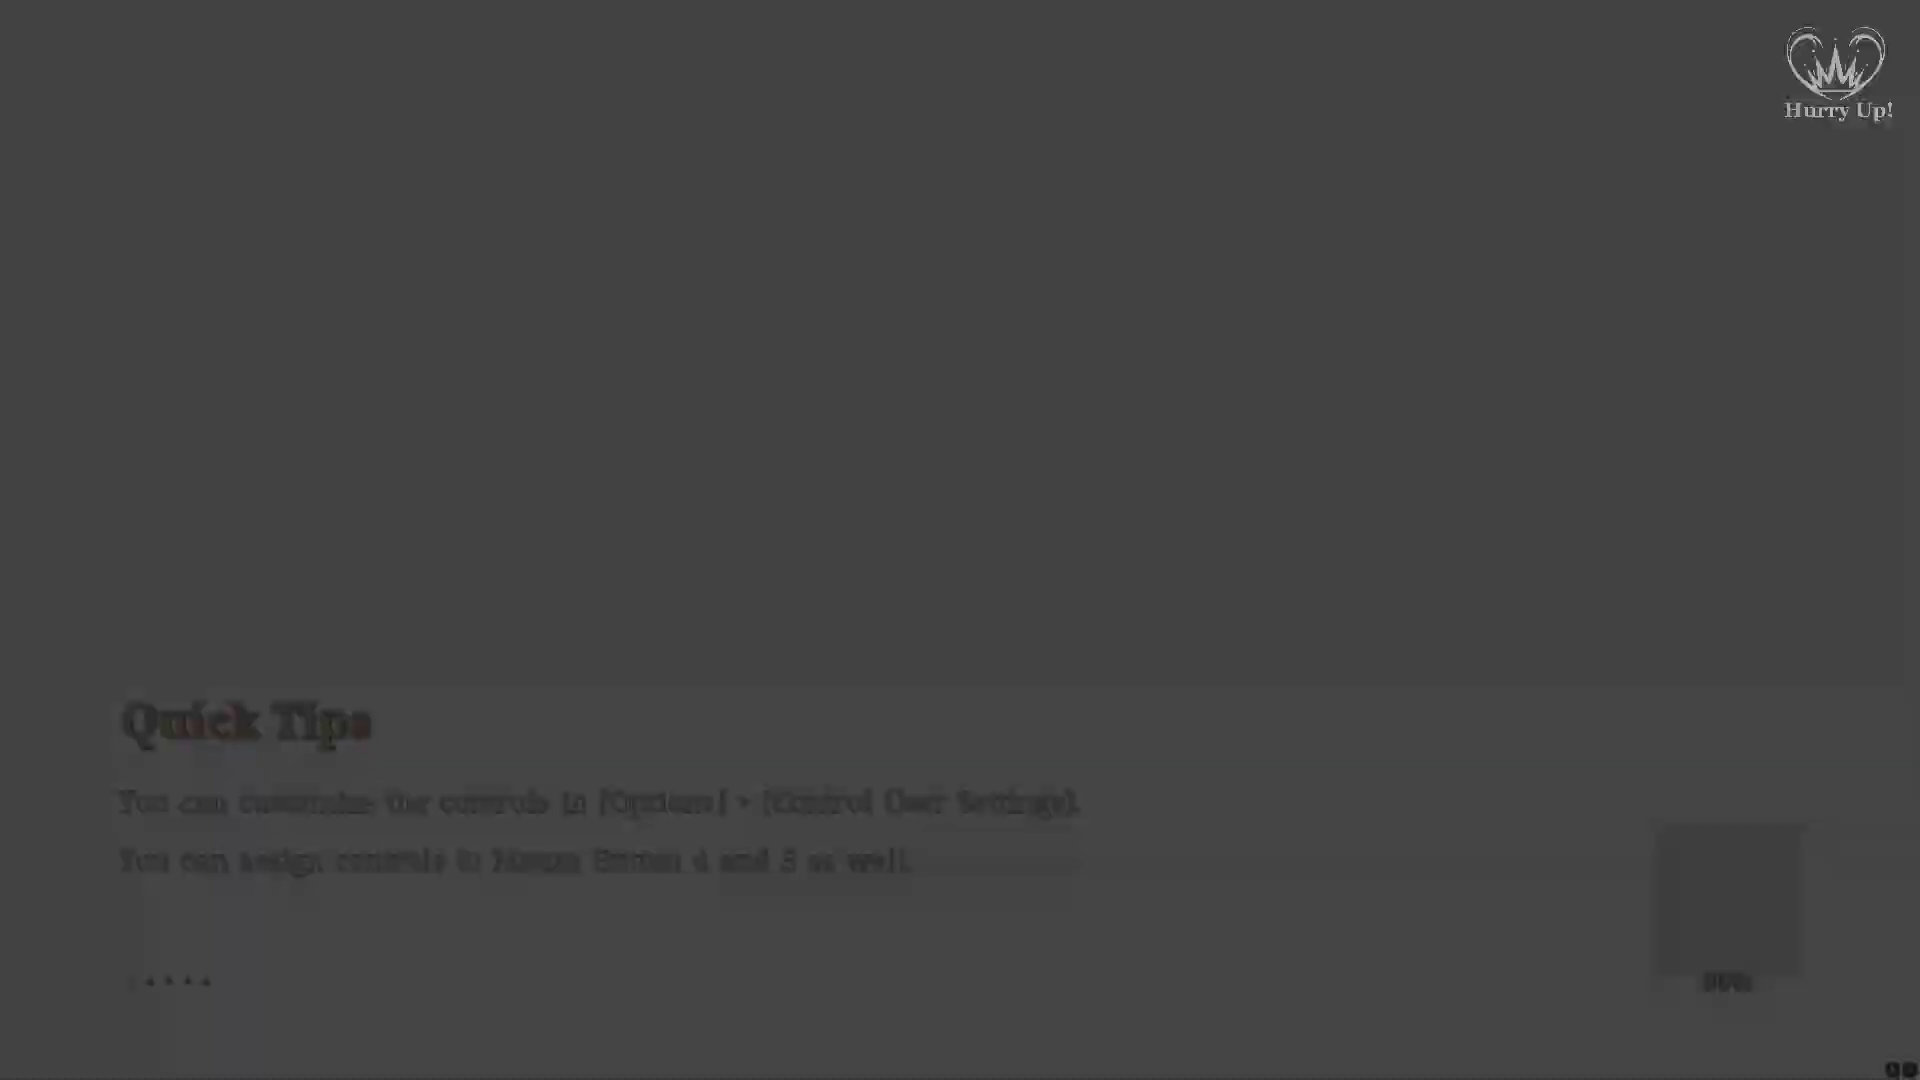 Hurry Up!
Quick Tips
You can customize the controls in [Options] > [Control User Settings].
You can assign controls to Mouse Button 4 and 5 as well.